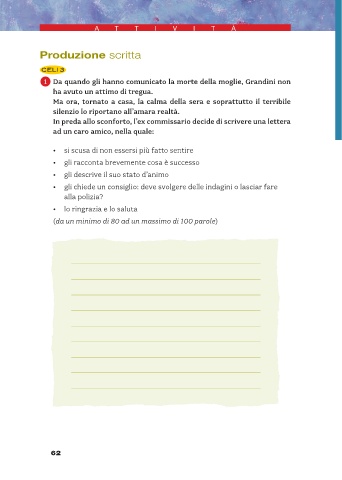 ATTIVITÀ
Produzione scritta
CELI 3
1 Da quando gli hanno comunicato la morte della moglie, Grandini non
ha avuto un attimo di tregua.
Ma ora, tornato a casa, la calma della sera e soprattutto il terribile
silenzio lo riportano all'amara realtà.
In preda allo sconforto, l'ex commissario decide di scrivere una lettera
ad un caro amico, nella quale:
• si scusa di non essersi più fatto sentire
• gli racconta brevemente cosa è successo
• gli descrive il suo stato d'animo
• gli chiede un consiglio: deve svolgere delle indagini o lasciar fare
alla polizia?
• lo ringrazia e lo saluta
(da un minimo di 80 ad un massimo di 100 parole)
62